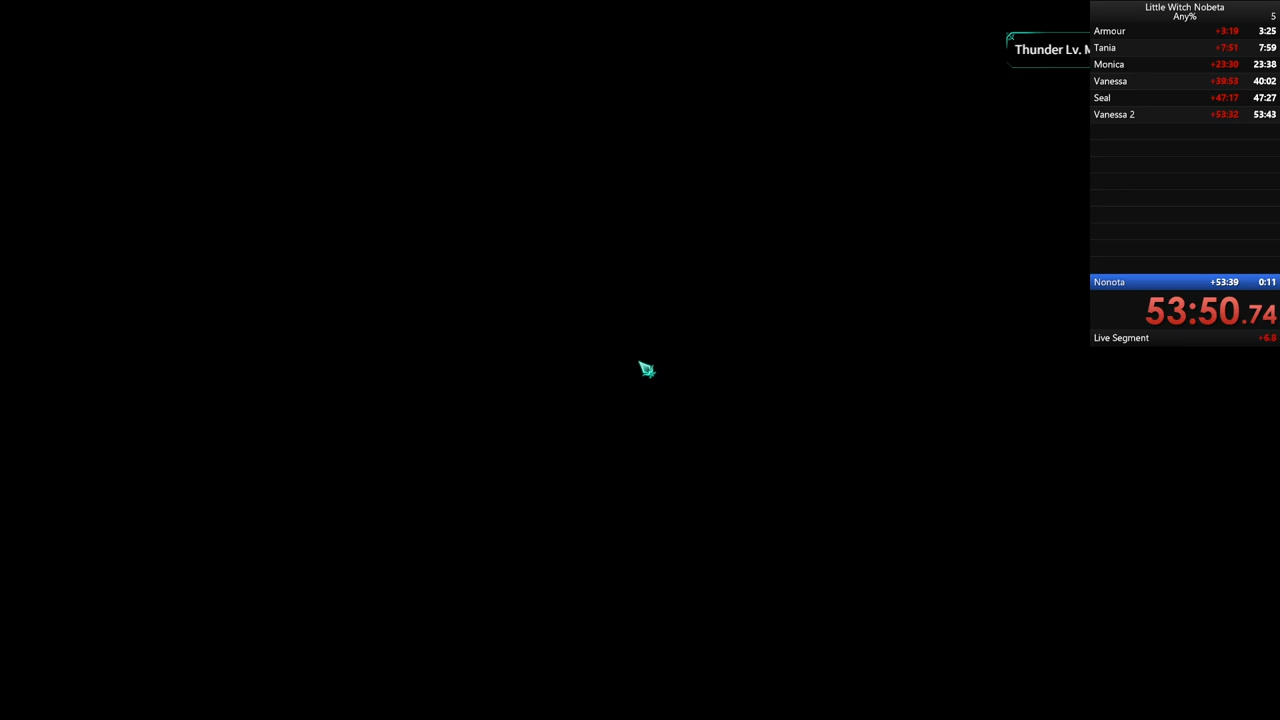 Little Witch Nobeta
Any%
5
Thunder Lv. M
Armour +3:19 3:25
Tania +7:51 7:59
Monica +23:30 23:38
Vanessa +39:53 40:02
Seal +47:17 47:27
Vanessa 2 +53:32 53:43
Nonota +53:39 0:11
53:50.74
Live Segment +6.8